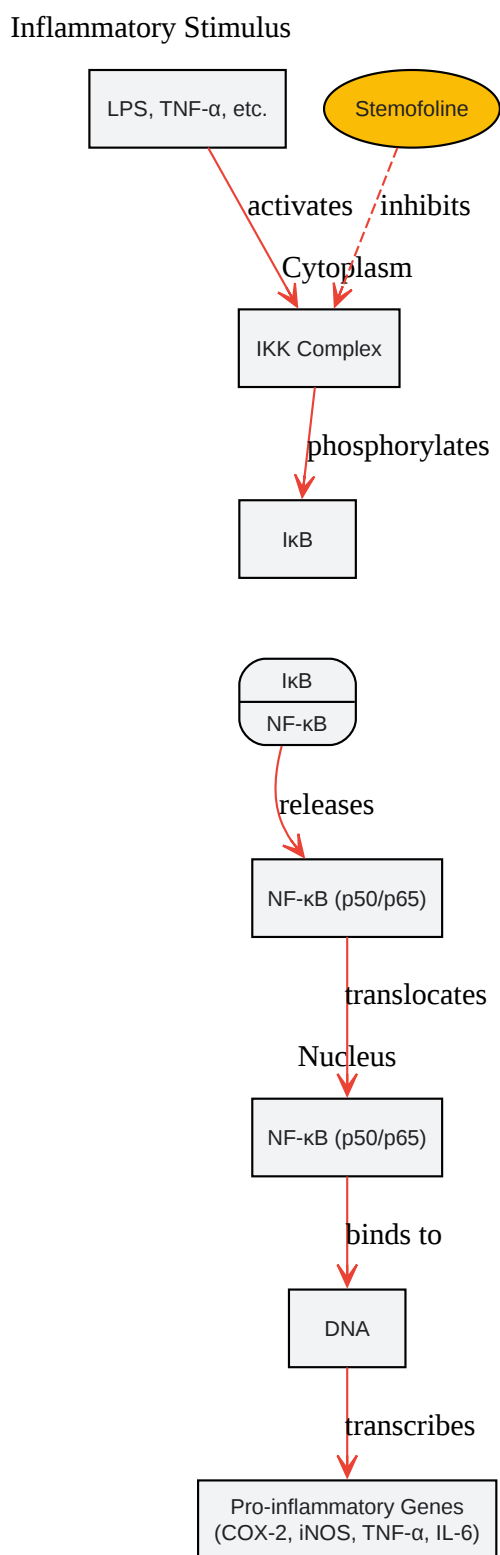 Inflammatory Stimulus
LPS, TNF-α, etc.
Stemofoline
activates
inhibits
Cytoplasm
IKK Complex
phosphorylates
IκB
IκB
NF-κB
releases
NF-κB (p50/p65)
translocates
Nucleus
NF-κB (p50/p65)
binds to
DNA
transcribes
Pro-inflammatory Genes
(COX-2, iNOS, TNF-α, IL-6)